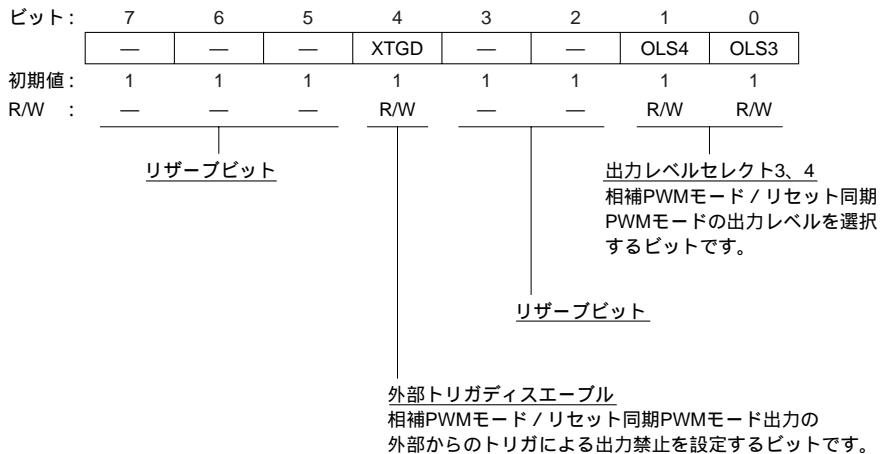 ビット: 7 6 5 4 3 2 1 0
— — — XTGD — — OLS4 OLS3
初期値: 1 1 1 1 1 1 1 1
R/W : — — — R/W — — R/W R/W
リザーブビット
出力レベルセレクト3、4
相補PWMモード/リセット同期
PWMモードの出力レベルを選択
するビットです。
リザーブビット
外部トリガディスエーブル
相補PWMモード/リセット同期PWMモード出力の
外部からのトリガによる出力禁止を設定するビットです。